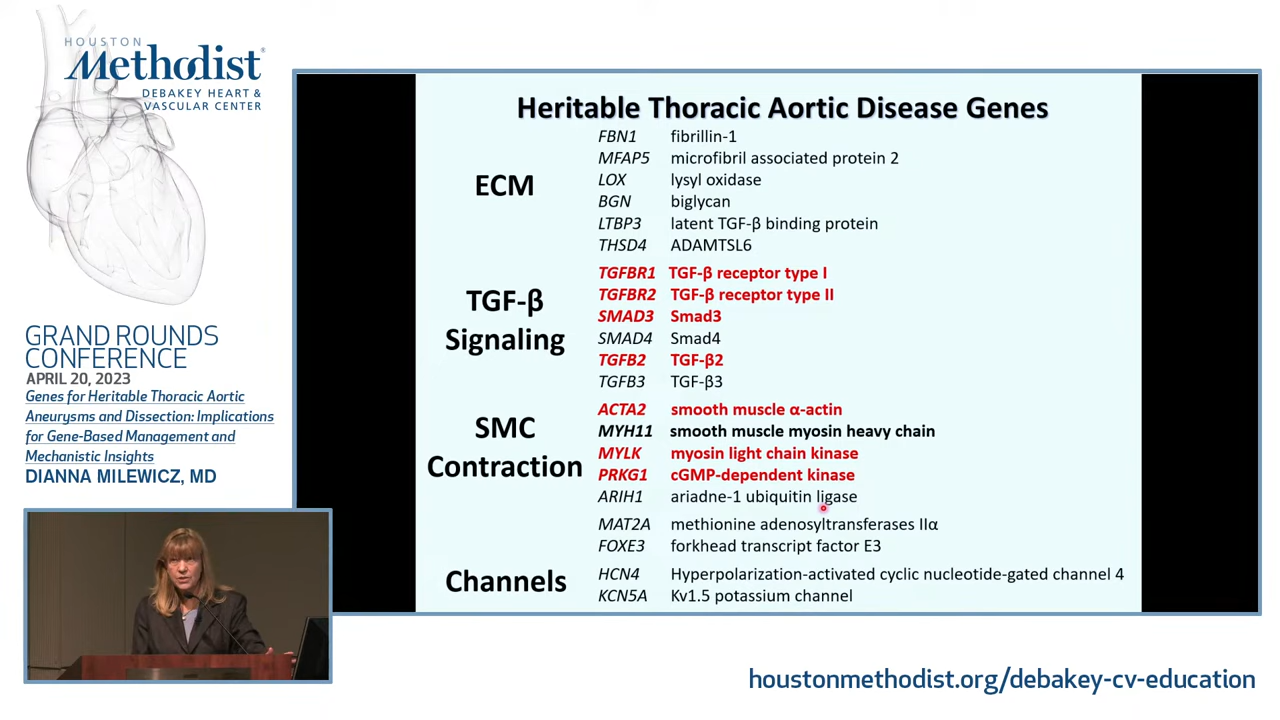 HOUSTON
Methodist®
DEBAKEY HEART &
VASCULAR CENTER
GRAND ROUNDS
CONFERENCE
APRIL 20, 2023
Genes for Heritable Thoracic Aortic
Aneurysms and Dissection: Implications
for Gene-Based Management and
Mechanistic Insights
DIANNA MILEWICZ, MD
Heritable Thoracic Aortic Disease Genes
ECM
FBN1 fibrillin-1
MFAP5 microfibril associated protein 2
LOX lysyl oxidase
BGN biglycan
LTBP3 latent TGF-β binding protein
THSD4 ADAMTSL6
TGF-β
Signaling
TGFBR1 TGF-β receptor type I
TGFBR2 TGF-β receptor type II
SMAD3 Smad3
SMAD4 Smad4
TGFB2 TGF-β2
TGFB3 TGF-β3
SMC
Contraction
ACTA2 smooth muscle α-actin
MYH11 smooth muscle myosin heavy chain
MYLK myosin light chain kinase
PRKG1 cGMP-dependent kinase
ARIH1 ariadne-1 ubiquitin ligase
MAT2A methionine adenosyltransferases IIα
FOXE3 forkhead transcript factor E3
Channels
HCN4 Hyperpolarization-activated cyclic nucleotide-gated channel 4
KCN5A Kv1.5 potassium channel
houstonmethodist.org/debakey-cv-education